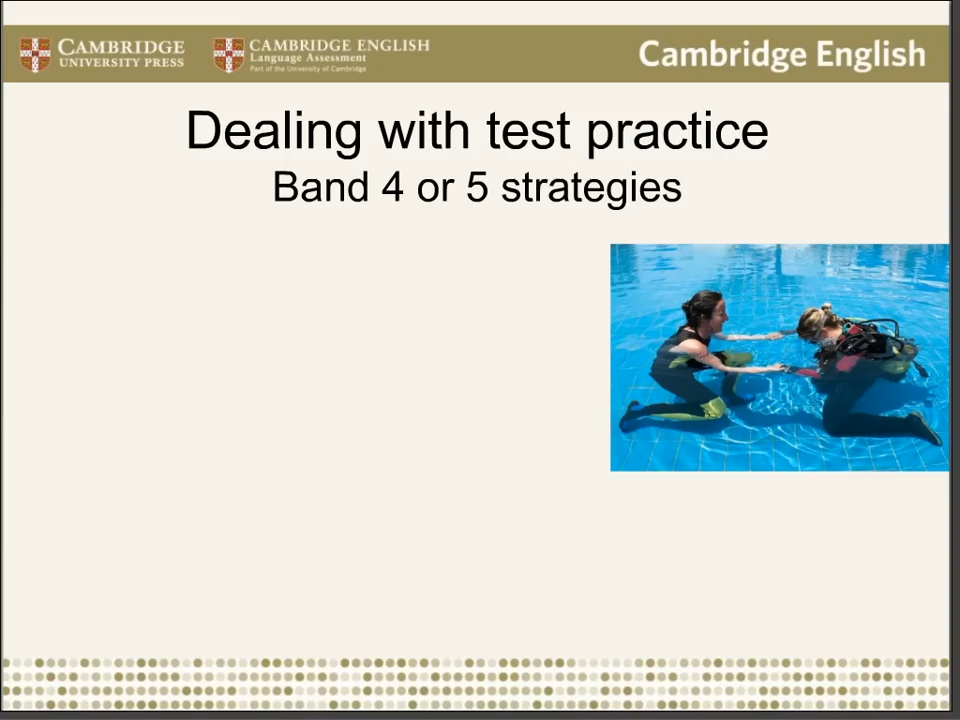 CAMBRIDGE
UNIVERSITY PRESS
CAMBRIDGE ENGLISH
Language Assessment
Part of the University of Cambridge
Cambridge English
Dealing with test practice
Band 4 or 5 strategies